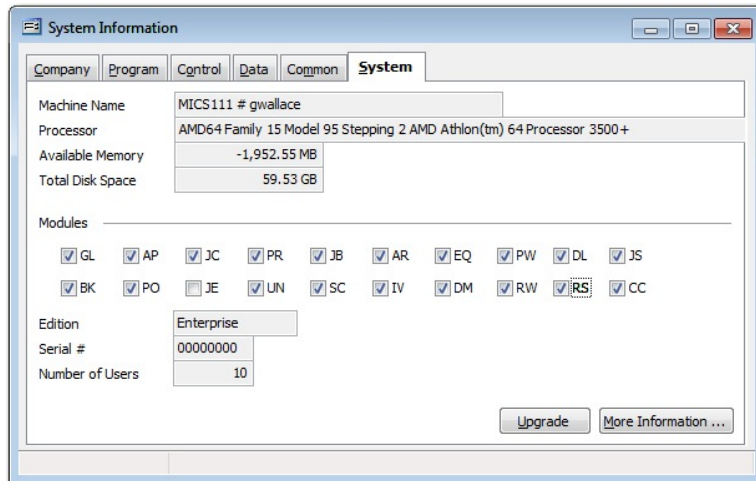 System Information
Company Program Control Data Common System
Machine Name MICS111 # gwallace
Processor AMD64 Family 15 Model 95 Stepping 2 AMD Athlon(tm) 64 Processor 3500+
Available Memory -1,952.55 MB
Total Disk Space 59.53 GB
Modules
GL AP JC PR JB AR EQ PW DL JS
BK PO JE UN SC IV DM RW RS CC
Edition Enterprise
Serial # 00000000
Number of Users 10
Upgrade More Information ...